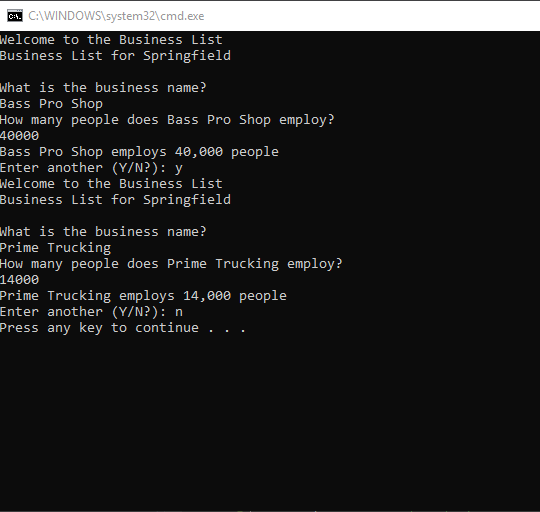 C:\WINDOWS\system32\cmd.exe
Welcome to the Business List
Business List for Springfield
What is the business name?
Bass Pro Shop
How many people does Bass Pro Shop employ?
40000
Bass Pro Shop employs 40,000 people
Enter another (Y/N?): y
Welcome to the Business List
Business List for Springfield
What is the business name?
Prime Trucking
How many people does Prime Trucking employ?
14000
Prime Trucking employs 14,000 people
Enter another (Y/N?): n
Press any key to continue . . .